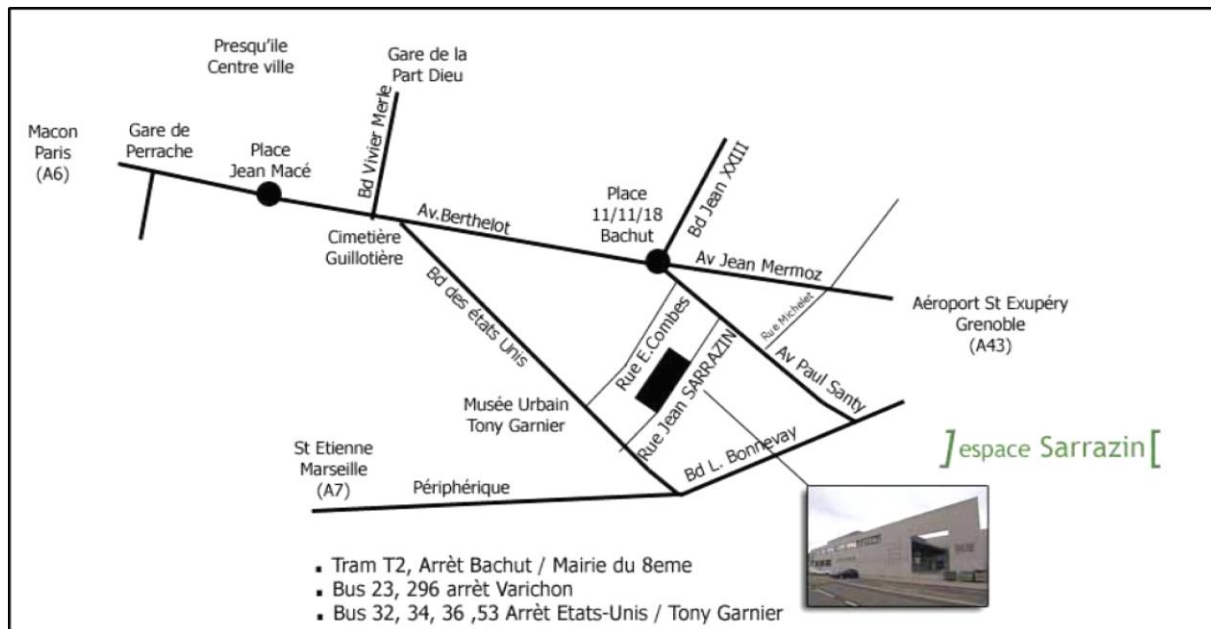 Presqu'ile
Centre ville
Gare de la
Part Dieu
Macon
Paris
(A6)
Gare de
Perrache
Place
Jean Macé
Bd Vivier Merle
Cimetière
Guillotière
Av.Berthelot
Place
11/11/18
Bachut
Bd Jean XXIII
Av Jean Mermoz
Aéroport St Exupéry
Grenoble
(A43)
Rue Michelet
Bd des états Unis
Rue E.Combes
Rue Jean SARRAZIN
Av Paul Santy
Musée Urbain
Tony Garnier
Bd L. Bonnevay
St Etienne
Marseille
(A7)
Périphérique
]espace Sarrazin[
▪ Tram T2, Arrèt Bachut / Mairie du 8eme
▪ Bus 23, 296 arrèt Varichon
▪ Bus 32, 34, 36 ,53 Arrèt Etats-Unis / Tony Garnier